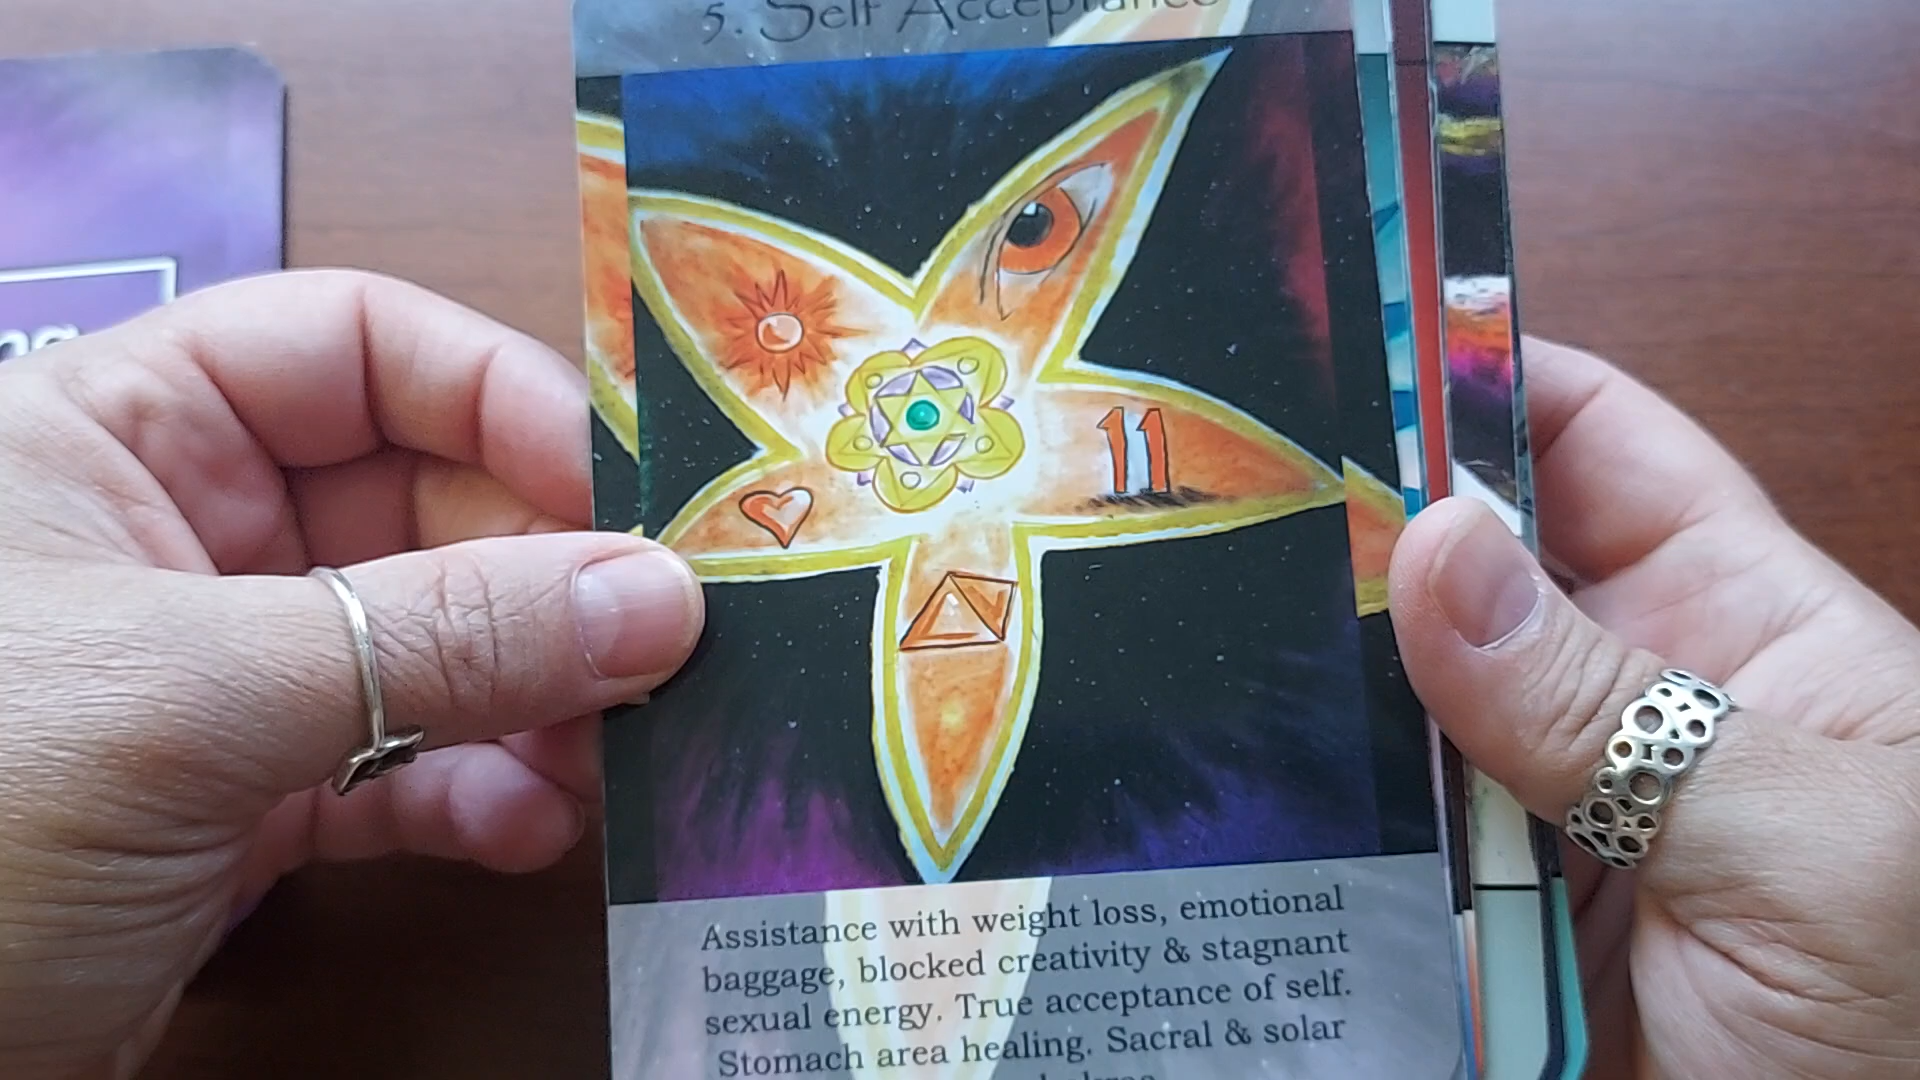 5. Self Acceptance
11
Assistance with weight loss, emotional
baggage, blocked creativity & stagnant
sexual energy. True acceptance of self.
Stomach area healing. Sacral & solar